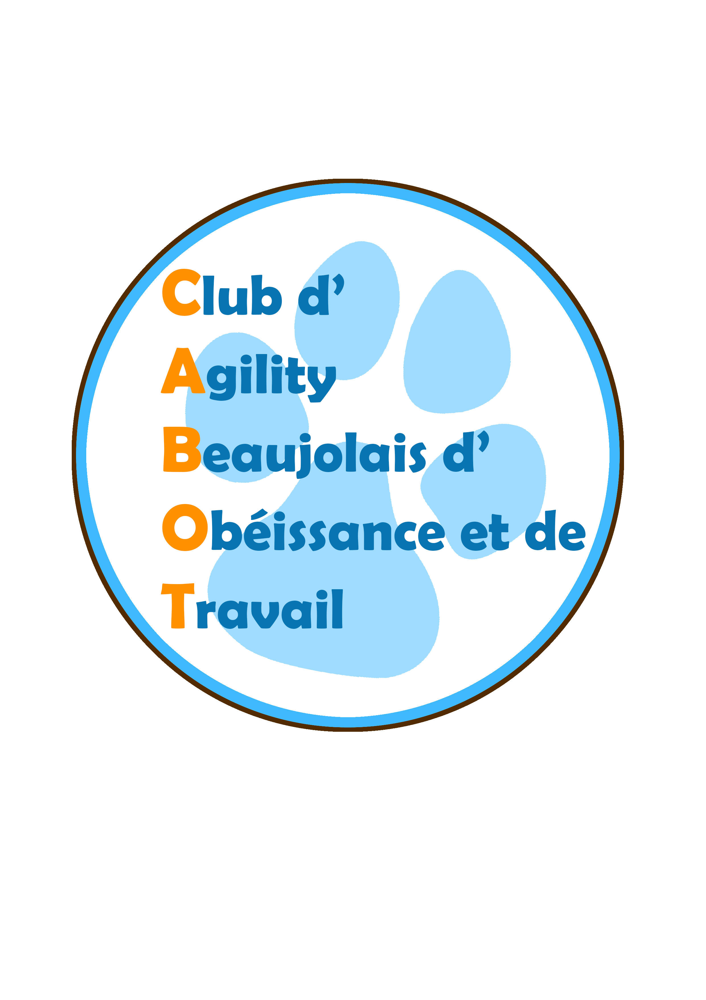 Club d’
Agility
Beaujolais d’
Obéissance et de
Travail